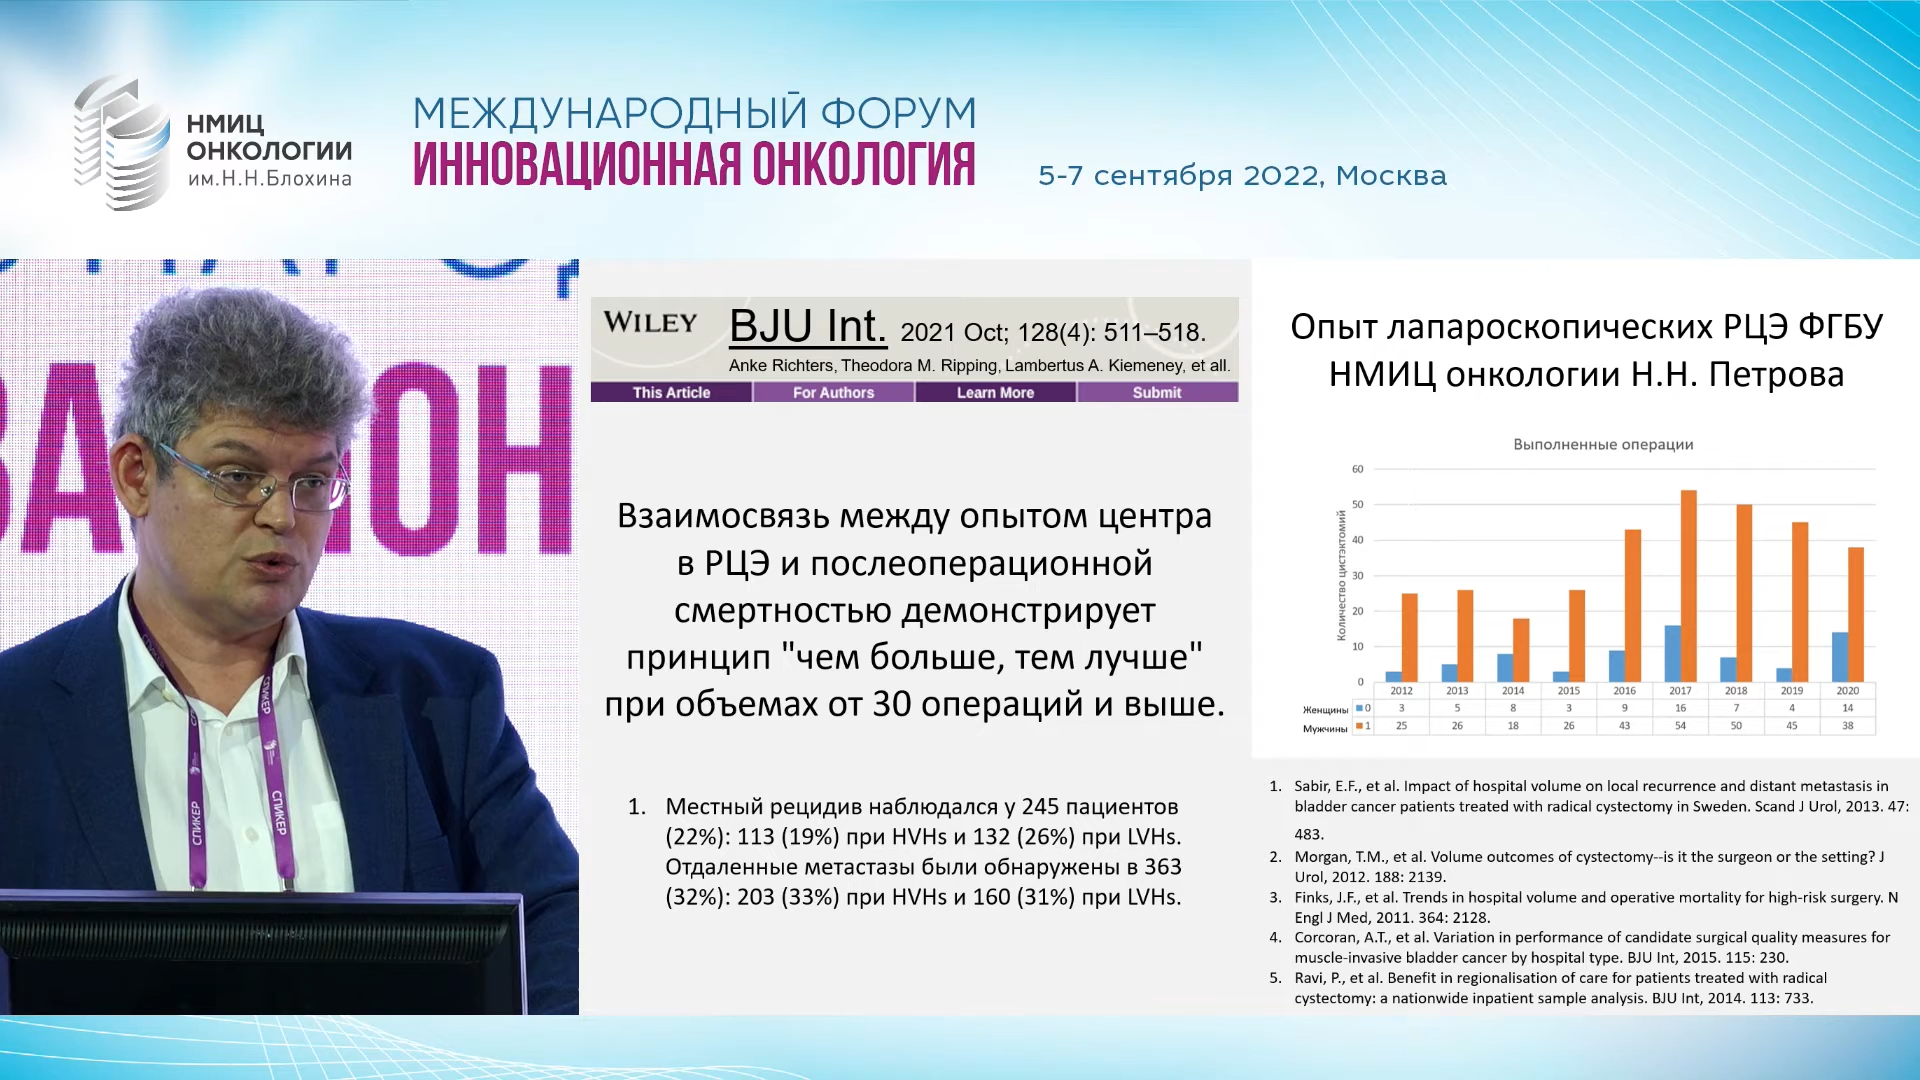 НМИЦ
ОНКОЛОГИИ
им.Н.Н.Блохина
МЕЖДУНАРОДНЫЙ ФОРУМ
ИННОВАЦИОННАЯ ОНКОЛОГИЯ
5-7 сентября 2022, Москва
СПИКЕР
СПИКЕР
СПИКЕР
WILEY
BJU Int. 2021 Oct; 128(4): 511–518.
Anke Richters, Theodora M. Ripping, Lambertus A. Kiemeney, et all.
This Article For Authors Learn More Submit
Взаимосвязь между опытом центра
в РЦЭ и послеоперационной
смертностью демонстрирует
принцип "чем больше, тем лучше"
при объемах от 30 операций и выше.
1. Местный рецидив наблюдался у 245 пациентов
(22%): 113 (19%) при HVHs и 132 (26%) при LVHs.
Отдаленные метастазы были обнаружены в 363
(32%): 203 (33%) при HVHs и 160 (31%) при LVHs.
Опыт лапароскопических РЦЭ ФГБУ
НМИЦ онкологии Н.Н. Петрова
Выполненные операции
Количество цистэктомий
60
50
40
30
20
10
0
2012 2013 2014 2015 2016 2017 2018 2019 2020
Женщины 0 3 5 8 3 9 16 7 4 14
Мужчины 1 25 26 18 26 43 54 50 45 38
1. Sabir, E.F., et al. Impact of hospital volume on local recurrence and distant metastasis in
bladder cancer patients treated with radical cystectomy in Sweden. Scand J Urol, 2013. 47:
483.
2. Morgan, T.M., et al. Volume outcomes of cystectomy--is it the surgeon or the setting? J
Urol, 2012. 188: 2139.
3. Finks, J.F., et al. Trends in hospital volume and operative mortality for high-risk surgery. N
Engl J Med, 2011. 364: 2128.
4. Corcoran, A.T., et al. Variation in performance of candidate surgical quality measures for
muscle-invasive bladder cancer by hospital type. BJU Int, 2015. 115: 230.
5. Ravi, P., et al. Benefit in regionalisation of care for patients treated with radical
cystectomy: a nationwide inpatient sample analysis. BJU Int, 2014. 113: 733.